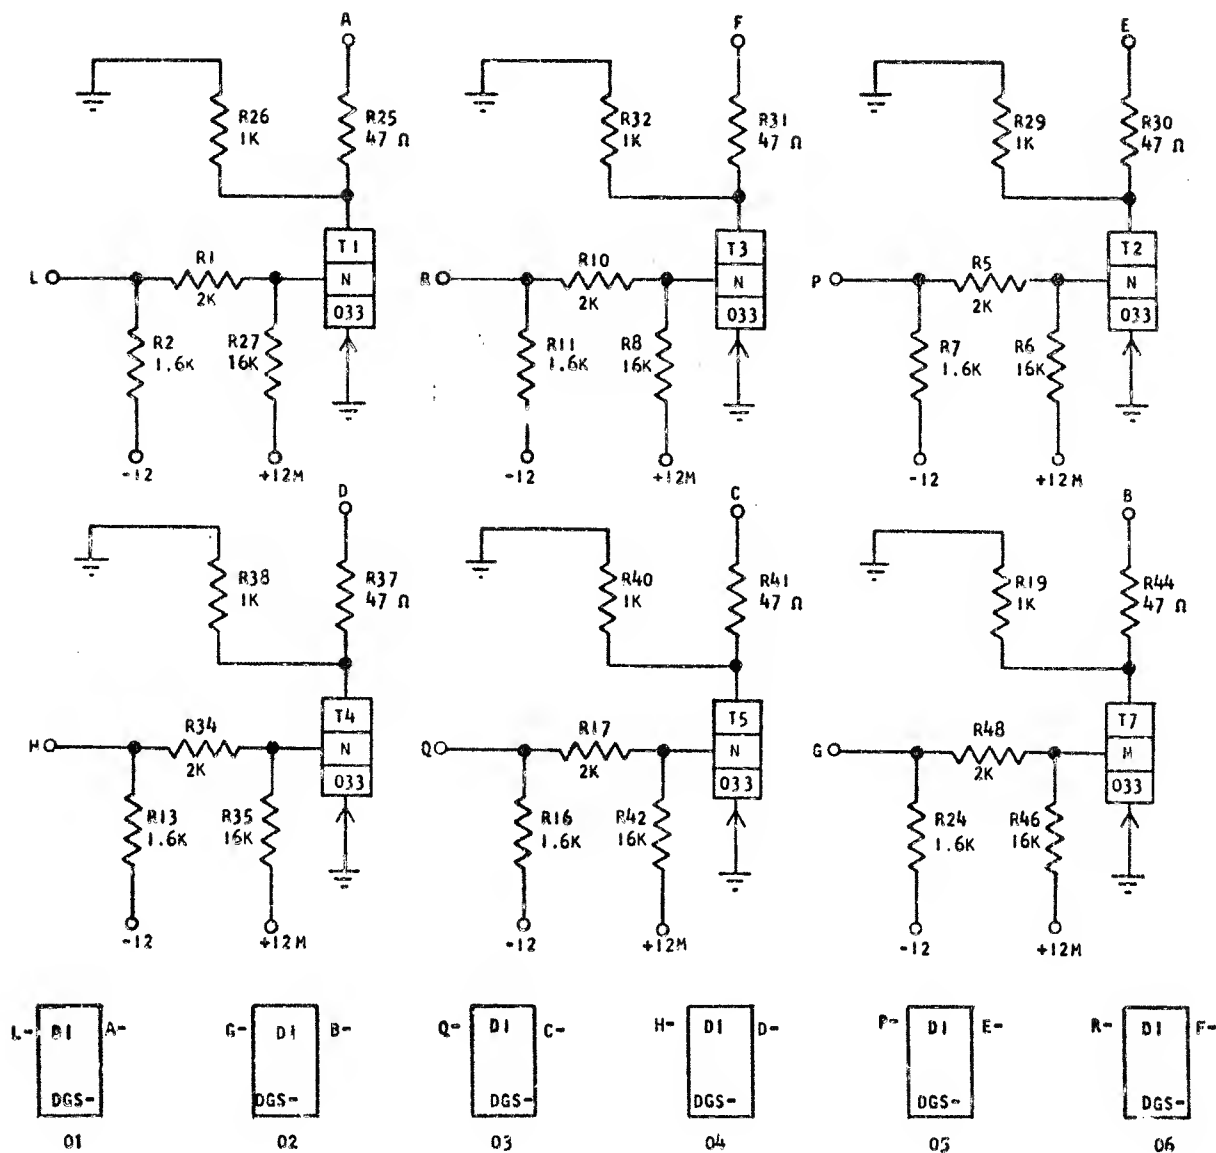 A
F
E
R26
1K
R25
47 Ω
R32
1K
R31
47 Ω
R29
1K
R30
47 Ω
L
R1
2K
T1
N
033
R
R10
2K
T3
N
033
P
R5
2K
T2
N
033
R2
1.6K
R27
16K
R11
1.6K
R8
16K
R7
1.6K
R6
16K
-12
+12M
-12
+12M
-12
+12M
D
C
B
R38
1K
R37
47 Ω
R40
1K
R41
47 Ω
R19
1K
R44
47 Ω
H
R34
2K
T4
N
033
Q
R17
2K
T5
N
033
G
R48
2K
T7
M
033
R13
1.6K
R35
16K
R16
1.6K
R42
16K
R24
1.6K
R46
16K
-12
+12M
-12
+12M
-12
+12M
L- D1 A-
G- D1 B-
Q- D1 C-
H- D1 D-
P- D1 E-
R- D1 F-
DGS-
DGS-
DGS-
DGS-
DGS-
DGS-
01
02
03
04
05
06